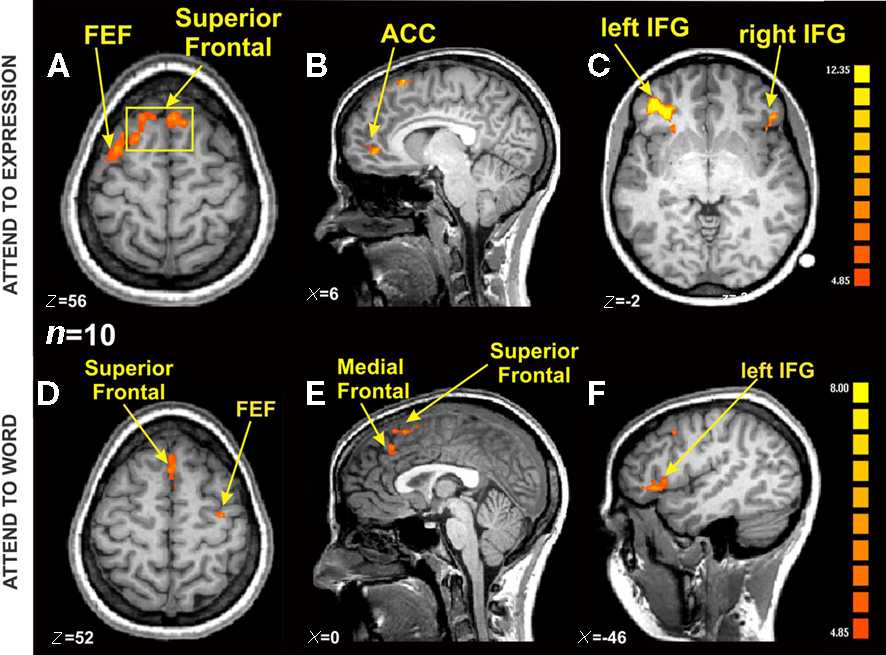 ATTEND TO EXPRESSION
A
FEF
Superior
Frontal
Z=56
B
ACC
X=6
C
left IFG
right IFG
Z=-2
12.35
4.85
n=10
ATTEND TO WORD
D
Superior
Frontal
FEF
Z=52
E
Medial
Frontal
Superior
Frontal
X=0
F
left IFG
X=-46
8.00
4.85